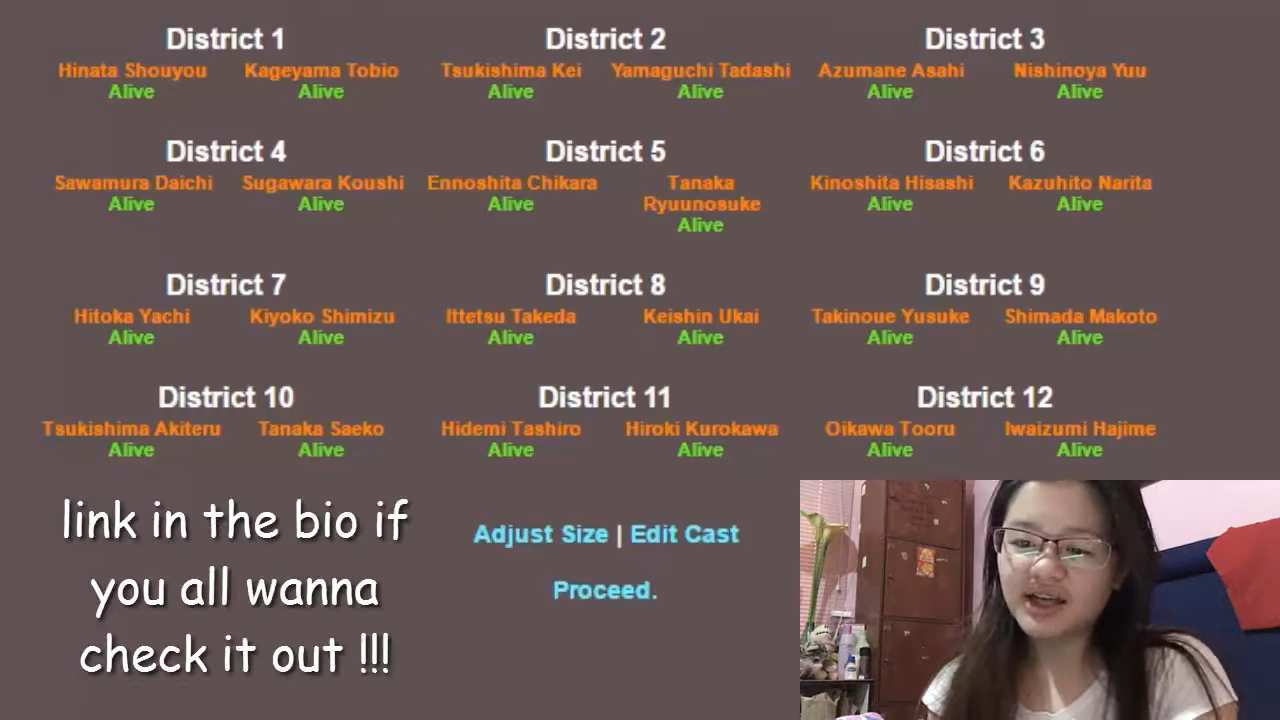 District 1 District 2 District 3
Hinata Shouyou Kageyama Tobio Tsukishima Kei Yamaguchi Tadashi Azumane Asahi Nishinoya Yuu
Alive Alive Alive Alive Alive Alive
District 4 District 5 District 6
Sawamura Daichi Sugawara Koushi Ennoshita Chikara Tanaka Ryuunosuke Kinoshita Hisashi Kazuhito Narita
Alive Alive Alive Alive Alive Alive
District 7 District 8 District 9
Hitoka Yachi Kiyoko Shimizu Ittetsu Takeda Keishin Ukai Takinoue Yusuke Shimada Makoto
Alive Alive Alive Alive Alive Alive
District 10 District 11 District 12
Tsukishima Akiteru Tanaka Saeko Hidemi Tashiro Hiroki Kurokawa Oikawa Tooru Iwaizumi Hajime
Alive Alive Alive Alive Alive Alive
link in the bio if
you all wanna
check it out !!!
Adjust Size | Edit Cast
Proceed.